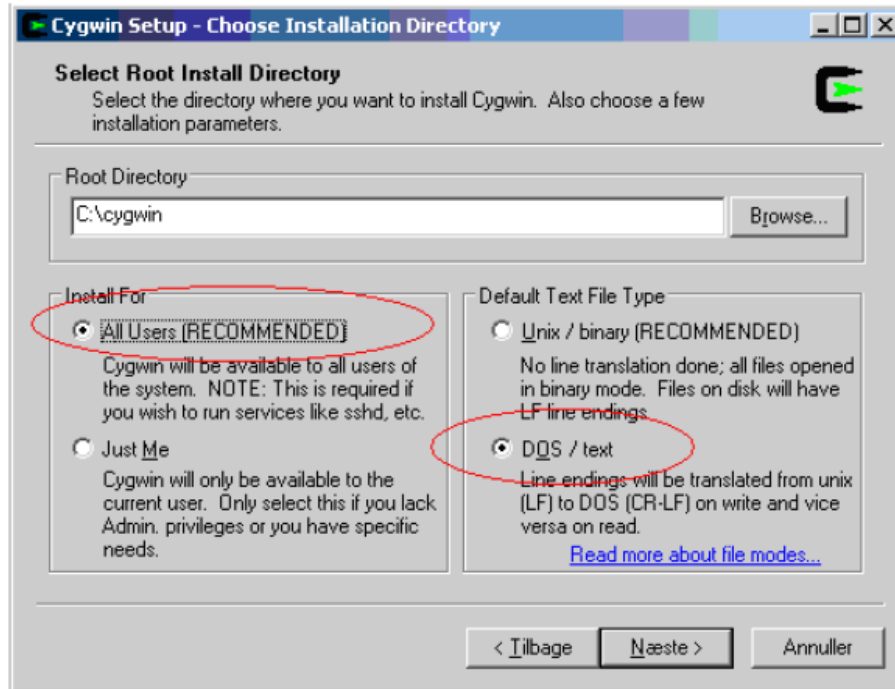 Cygwin Setup - Choose Installation Directory
Select Root Install Directory
Select the directory where you want to install Cygwin. Also choose a few
installation parameters.
Root Directory
C:\cygwin
Browse...
Install For
All Users (RECOMMENDED)
Cygwin will be available to all users of
the system. NOTE: This is required if
you wish to run services like sshd, etc.
Just Me
Cygwin will only be available to the
current user. Only select this if you lack
Admin. privileges or you have specific
needs.
Default Text File Type
Unix / binary (RECOMMENDED)
No line translation done; all files opened
in binary mode. Files on disk will have
LF line endings.
DOS / text
Line endings will be translated from unix
(LF) to DOS (CR-LF) on write and vice
versa on read.
Read more about file modes...
< Tilbage
Næste >
Annuller